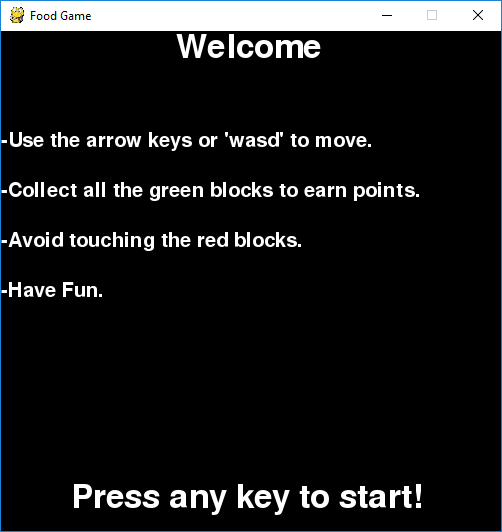 Food Game
Welcome
-Use the arrow keys or 'wasd' to move.
-Collect all the green blocks to earn points.
-Avoid touching the red blocks.
-Have Fun.
Press any key to start!